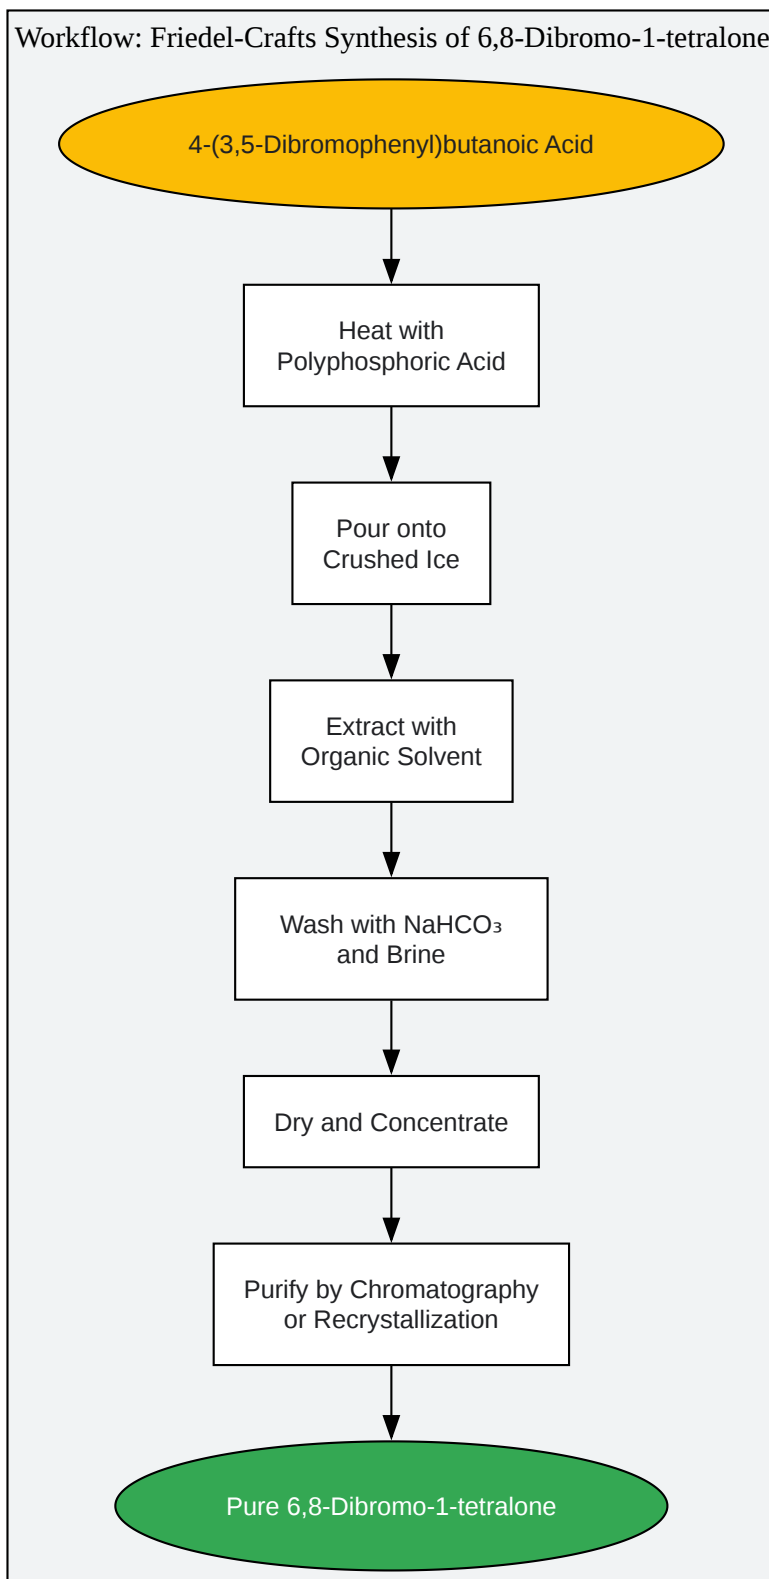 Workflow: Friedel-Crafts Synthesis of 6,8-Dibromo-1-tetralone
4-(3,5-Dibromophenyl)butanoic Acid
Heat with
Polyphosphoric Acid
Pour onto
Crushed Ice
Extract with
Organic Solvent
Wash with NaHCO₃
and Brine
Dry and Concentrate
Purify by Chromatography
or Recrystallization
Pure 6,8-Dibromo-1-tetralone